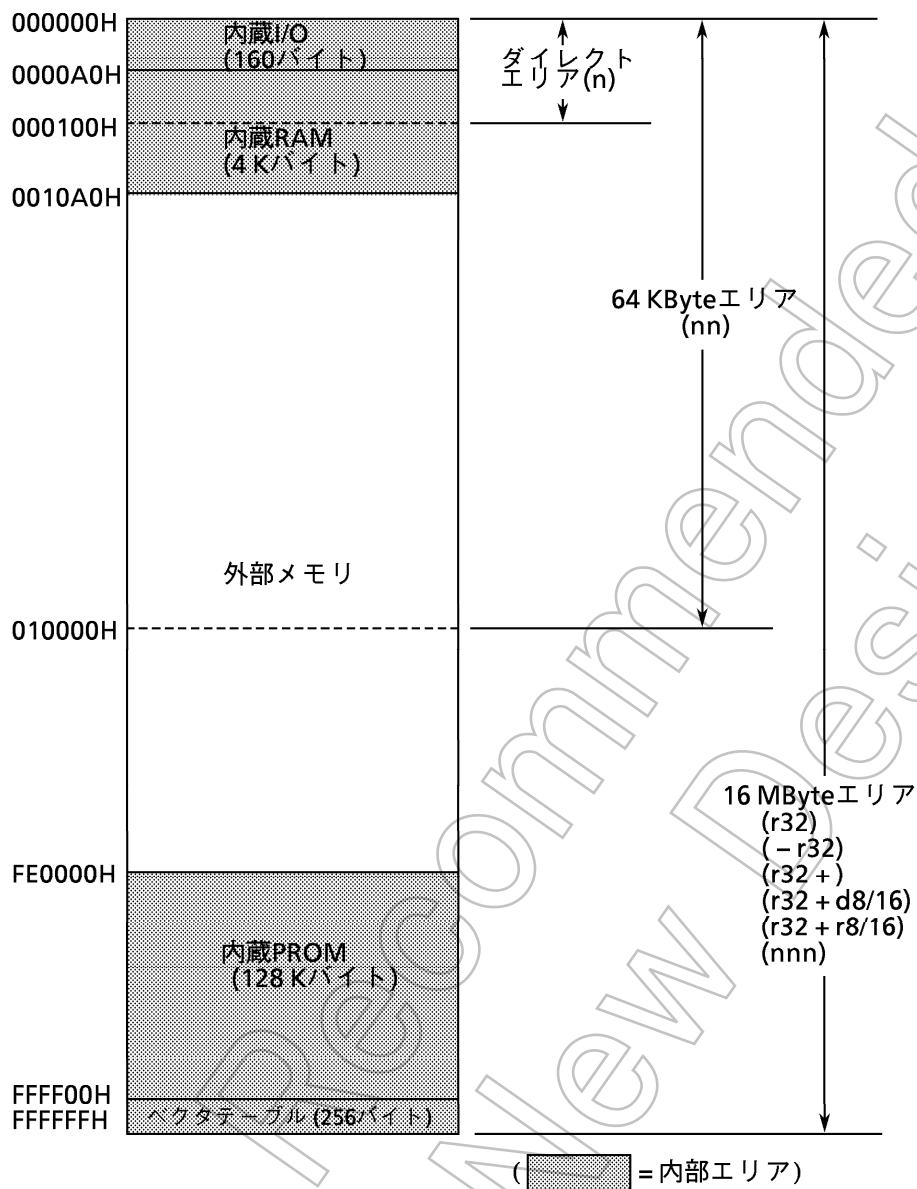 000000H
内蔵I/O
(160バイト)
0000A0H
ダイレクト
エリア(n)
000100H
内蔵RAM
(4 Kバイト)
0010A0H
64 KByteエリア
(nn)
外部メモリ
010000H
16 MByteエリア
(r32)
( – r32)
(r32 + )
(r32 + d8/16)
(r32 + r8/16)
(nnn)
FE0000H
内蔵PROM
(128 Kバイト)
FFFF00H
ベクタテーブル (256バイト)
FFFFFFH
( = 内部エリア)
Recommended
New Desi